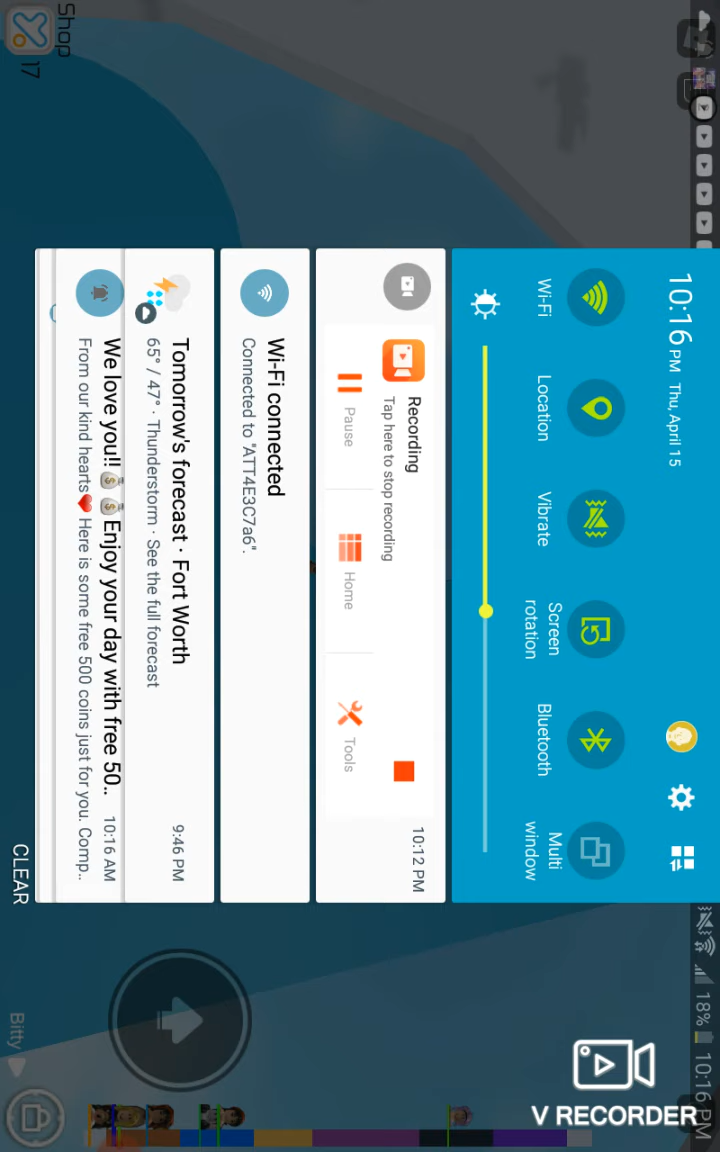 Shop
17
10:16 PM Thu, April 15
Wi-Fi
Location
Vibrate
Screen
rotation
Bluetooth
Multi
window
Recording
10:12 PM
Tap here to stop recording
Pause
Home
Tools
Wi-Fi connected
Connected to "ATT4E3C7a6".
Tomorrow's forecast · Fort Worth
9:46 PM
65° / 47° · Thunderstorm · See the full forecast
We love you!! 💰💰 Enjoy your day with free 50..
10:16 AM
From our kind hearts❤ Here is some free 500 coins just for you. Comp..
CLEAR
18% 10:16 PM
Bitty
V RECORDER